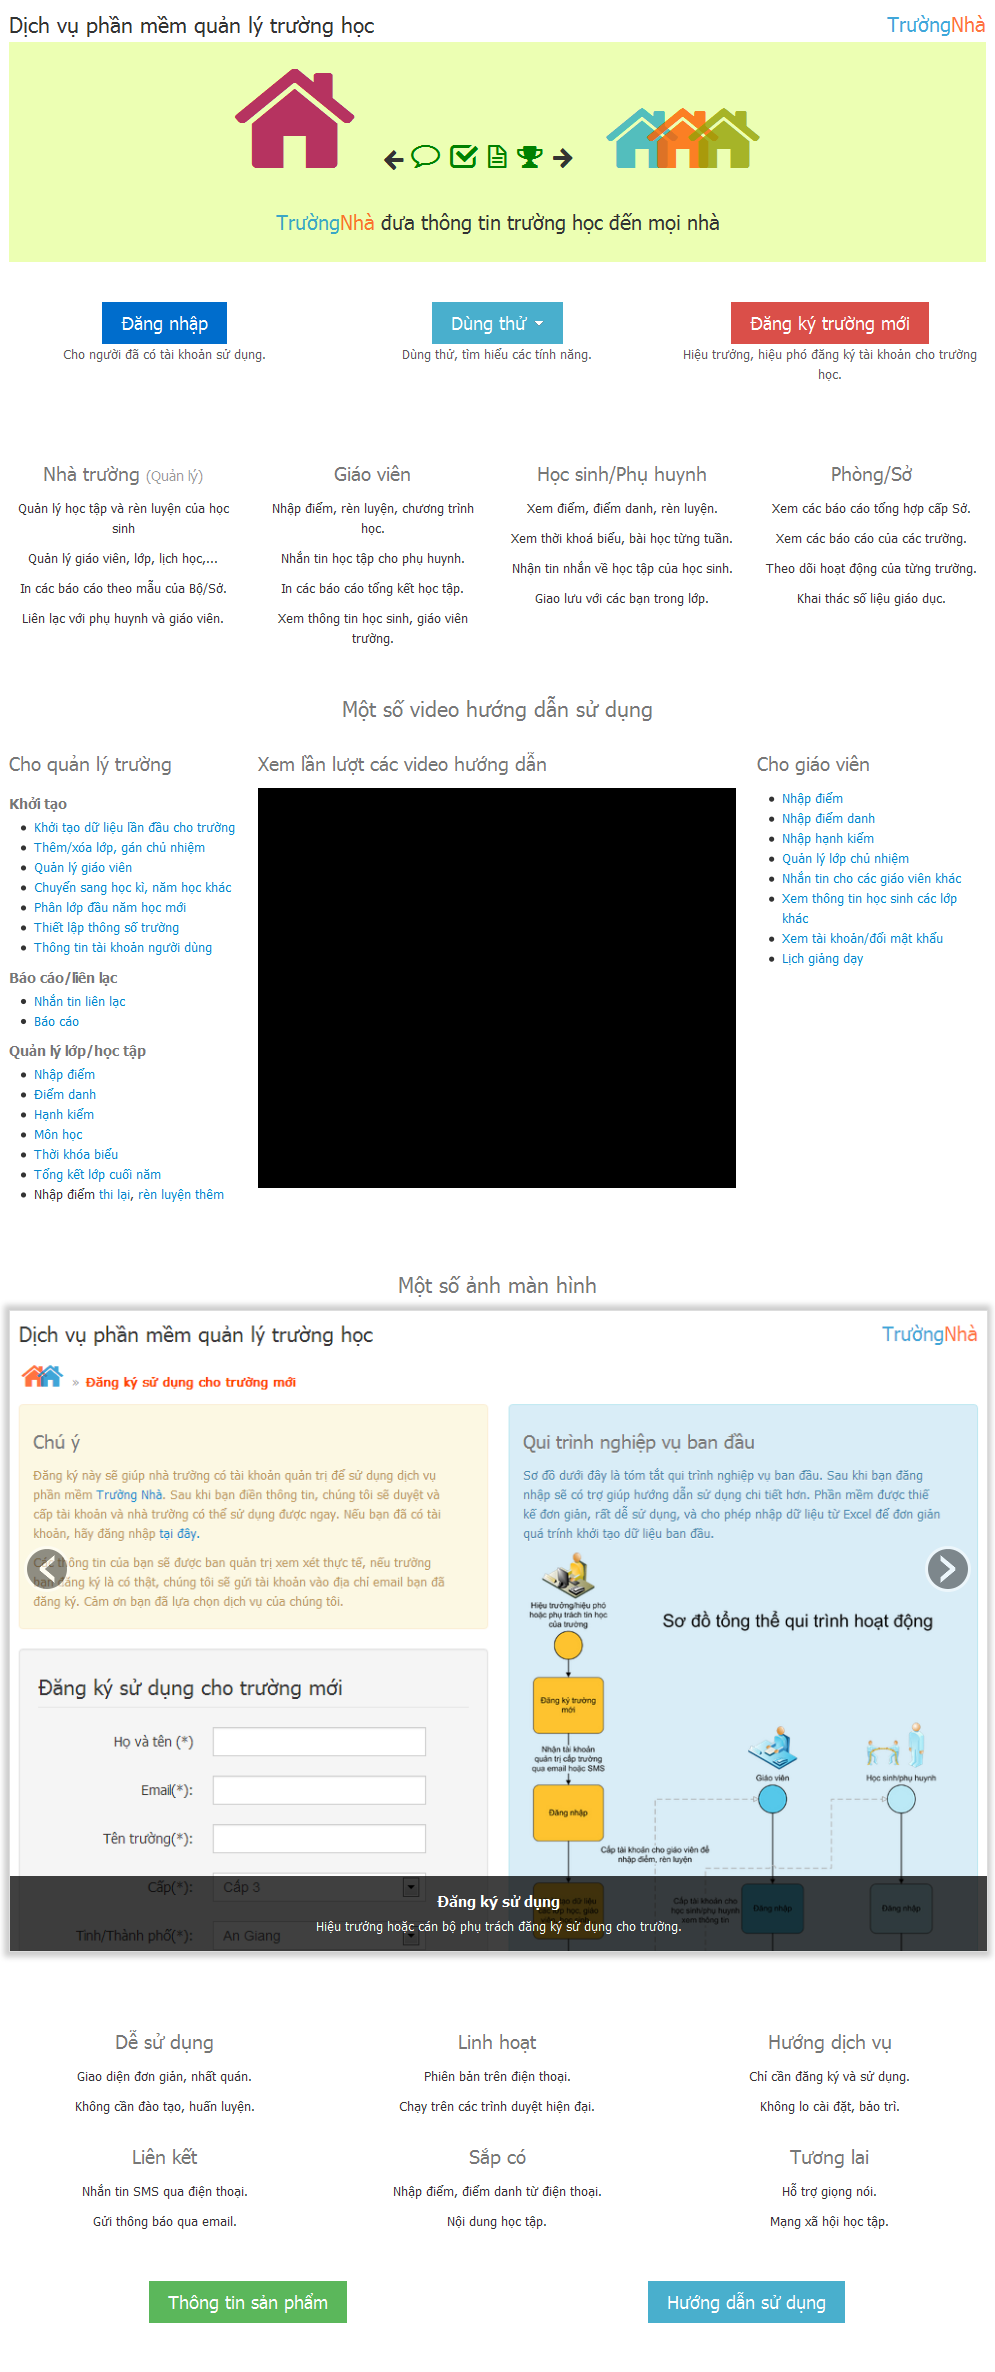 Dịch vụ phần mềm quản lý trường học
TrườngNhà
TrườngNhà đưa thông tin trường học đến mọi nhà
Đăng nhập
Cho người đã có tài khoản sử dụng.
Dùng thử
Dùng thử, tìm hiểu các tính năng.
Đăng ký trường mới
Hiệu trưởng, hiệu phó đăng ký tài khoản cho trường
học.
Nhà trường (Quản lý)
Quản lý học tập và rèn luyện của học
sinh
Quản lý giáo viên, lớp, lịch học,...
In các báo cáo theo mẫu của Bộ/Sở.
Liên lạc với phụ huynh và giáo viên.
Giáo viên
Nhập điểm, rèn luyện, chương trình
học.
Nhắn tin học tập cho phụ huynh.
In các báo cáo tổng kết học tập.
Xem thông tin học sinh, giáo viên
trường.
Học sinh/Phụ huynh
Xem điểm, điểm danh, rèn luyện.
Xem thời khoá biểu, bài học từng tuần.
Nhận tin nhắn về học tập của học sinh.
Giao lưu với các bạn trong lớp.
Phòng/Sở
Xem các báo cáo tổng hợp cấp Sở.
Xem các báo cáo của các trường.
Theo dõi hoạt động của từng trường.
Khai thác số liệu giáo dục.
Một số video hướng dẫn sử dụng
Cho quản lý trường
Khởi tạo
Khởi tạo dữ liệu lần đầu cho trường
Thêm/xóa lớp, gán chủ nhiệm
Quản lý giáo viên
Chuyển sang học kì, năm học khác
Phân lớp đầu năm học mới
Thiết lập thông số trường
Thông tin tài khoản người dùng
Báo cáo/liên lạc
Nhắn tin liên lạc
Báo cáo
Quản lý lớp/học tập
Nhập điểm
Điểm danh
Hạnh kiểm
Môn học
Thời khóa biểu
Tổng kết lớp cuối năm
Nhập điểm thi lại, rèn luyện thêm
Xem lần lượt các video hướng dẫn
Cho giáo viên
Nhập điểm
Nhập điểm danh
Nhập hạnh kiểm
Quản lý lớp chủ nhiệm
Nhắn tin cho các giáo viên khác
Xem thông tin học sinh các lớp
khác
Xem tài khoản/đổi mật khẩu
Lịch giảng dạy
Một số ảnh màn hình
Dịch vụ phần mềm quản lý trường học
TrườngNhà
» Đăng ký sử dụng cho trường mới
Chú ý
Đăng ký này sẽ giúp nhà trường có tài khoản quản trị để sử dụng dịch vụ
phần mềm Trường Nhà. Sau khi bạn điền thông tin, chúng tôi sẽ duyệt và
cấp tài khoản và nhà trường có thể sử dụng được ngay. Nếu bạn đã có tài
khoản, hãy đăng nhập tại đây.
thông tin của bạn sẽ được ban quản trị xem xét thực tế, nếu trường
đăng ký là có thật, chúng tôi sẽ gửi tài khoản vào địa chỉ email bạn đã
đăng ký. Cảm ơn bạn đã lựa chọn dịch vụ của chúng tôi.
Đăng ký sử dụng cho trường mới
Họ và tên (*)
Email(*):
Tên trường(*):
Cấp(*):
Cấp 3
Tỉnh/Thành phố(*):
An Giang
Qui trình nghiệp vụ ban đầu
Sơ đồ dưới đây là tóm tắt qui trình nghiệp vụ ban đầu. Sau khi bạn đăng
nhập sẽ có trợ giúp hướng dẫn sử dụng chi tiết hơn. Phần mềm được thiế
kế đơn giản, rất dễ sử dụng, và cho phép nhập dữ liệu từ Excel để đơn giản
quá trính khởi tạo dữ liệu ban đầu.
Hiệu trưởng/hiệu phó
hoặc phụ trách tin học
của trường
Sơ đồ tổng thể qui trình hoạt động
Đăng ký trường
mới
Nhận tài khoản
quản trị cấp trường
qua email hoặc SMS
Giáo viên
Học sinh/phụ huynh
Đăng nhập
Cấp tài khoản cho giáo viên để
nhập điểm, rèn luyện
Cấp tài khoản cho
học sinh/phụ huynh
xem thông tin
Đăng nhập
Đăng nhập
Đăng ký sử dụng
Hiệu trưởng hoặc cán bộ phụ trách đăng ký sử dụng cho trường.
Dễ sử dụng
Giao diện đơn giản, nhất quán.
Không cần đào tạo, huấn luyện.
Linh hoạt
Phiên bản trên điện thoại.
Chạy trên các trình duyệt hiện đại.
Hướng dịch vụ
Chỉ cần đăng ký và sử dụng.
Không lo cài đặt, bảo trì.
Liên kết
Nhắn tin SMS qua điện thoại.
Gửi thông báo qua email.
Sắp có
Nhập điểm, điểm danh từ điện thoại.
Nội dung học tập.
Tương lai
Hỗ trợ giọng nói.
Mạng xã hội học tập.
Thông tin sản phẩm
Hướng dẫn sử dụng